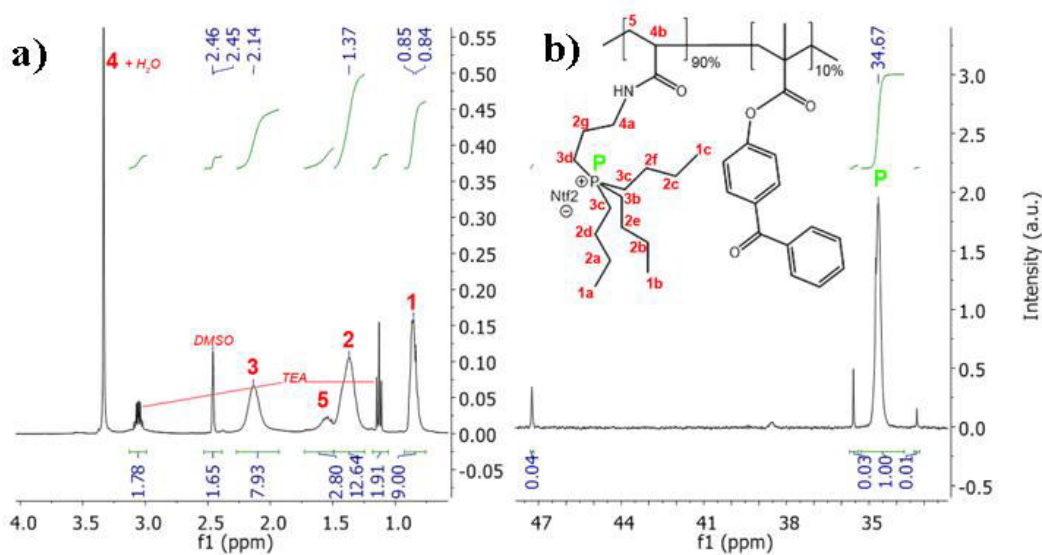 a)
4 + H2O
2.46
2.45
2.14
1.37
0.85
0.84
0.55
0.50
0.45
0.40
0.35
0.30
0.25
0.20
0.15
0.10
0.05
0.00
-0.05
DMSO
TEA
3
5
2
1
1.78
1.65
7.93
2.80
12.64
1.91
9.00
4.0 3.5 3.0 2.5 2.0 1.5 1.0
f1 (ppm)
b)
5
4b
90%
10%
HN
O
O
O
2g
4a
3d
P
P
⊕
Ntf2
⊖
3c
2f
1c
2c
3b
3c
2e
2d
2b
2a
1b
1a
O
34.67
P
3.0
2.5
2.0
1.5
1.0
0.5
0.0
-0.5
Intensity (a.u.)
0.04
0.03
1.00
0.01
47 44 41 38 35
f1 (ppm)